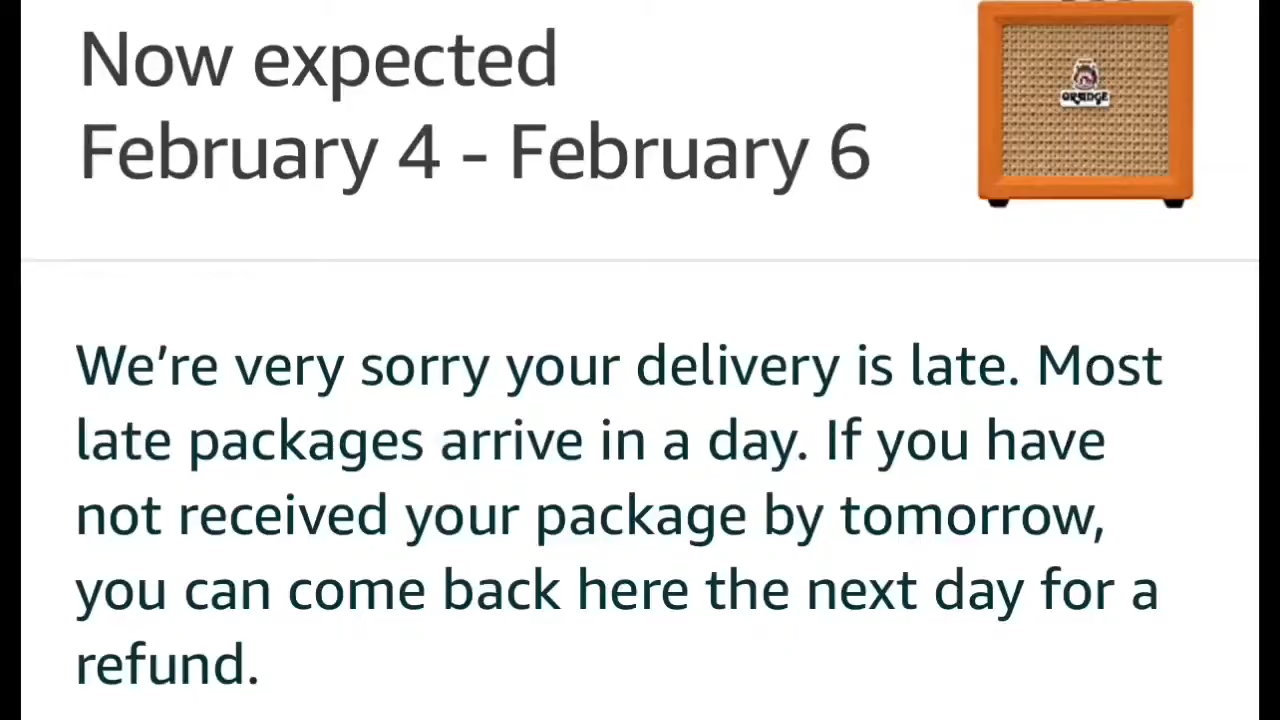 Now expected
February 4 - February 6
ORANGE
We’re very sorry your delivery is late. Most
late packages arrive in a day. If you have
not received your package by tomorrow,
you can come back here the next day for a
refund.